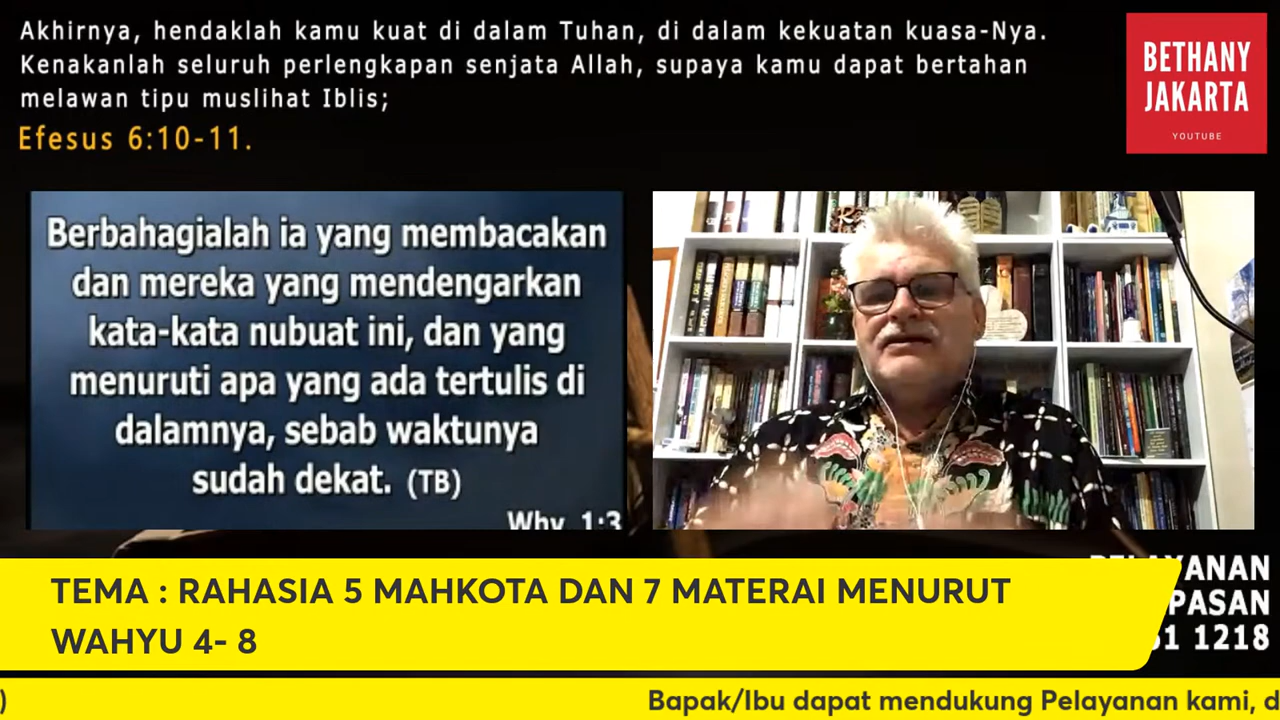 Akhirnya, hendaklah kamu kuat di dalam Tuhan, di dalam kekuatan kuasa-Nya.
Kenakanlah seluruh perlengkapan senjata Allah, supaya kamu dapat bertahan
melawan tipu muslihat Iblis;
Efesus 6:10-11.
BETHANY
JAKARTA
YOUTUBE
Berbahagialah ia yang membacakan
dan mereka yang mendengarkan
kata-kata nubuat ini, dan yang
menuruti apa yang ada tertulis di
dalamnya, sebab waktunya
sudah dekat. (TB)
Why 1:3
TEMA : RAHASIA 5 MAHKOTA DAN 7 MATERAI MENURUT
WAHYU 4- 8
1218
)
Bapak/Ibu dapat mendukung Pelayanan kami, d